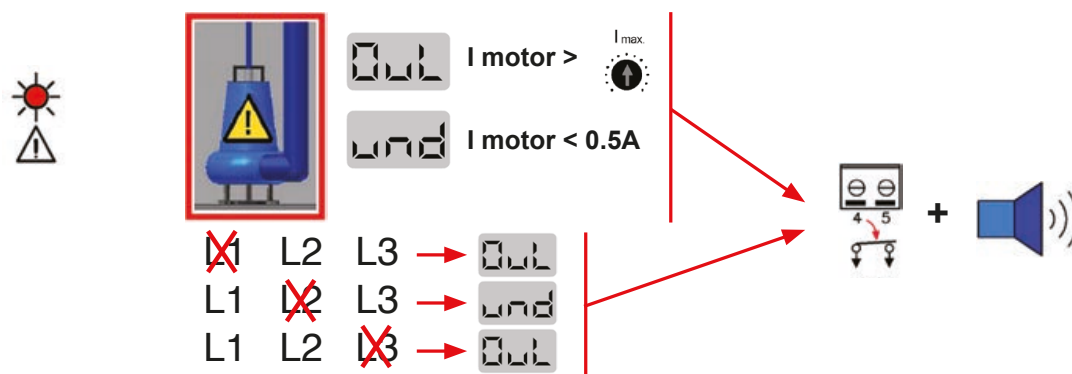 I max.
OuL I motor >
und I motor < 0.5A
4 5
+
L1 L2 L3 OuL
L1 L2 L3 und
L1 L2 L3 OuL